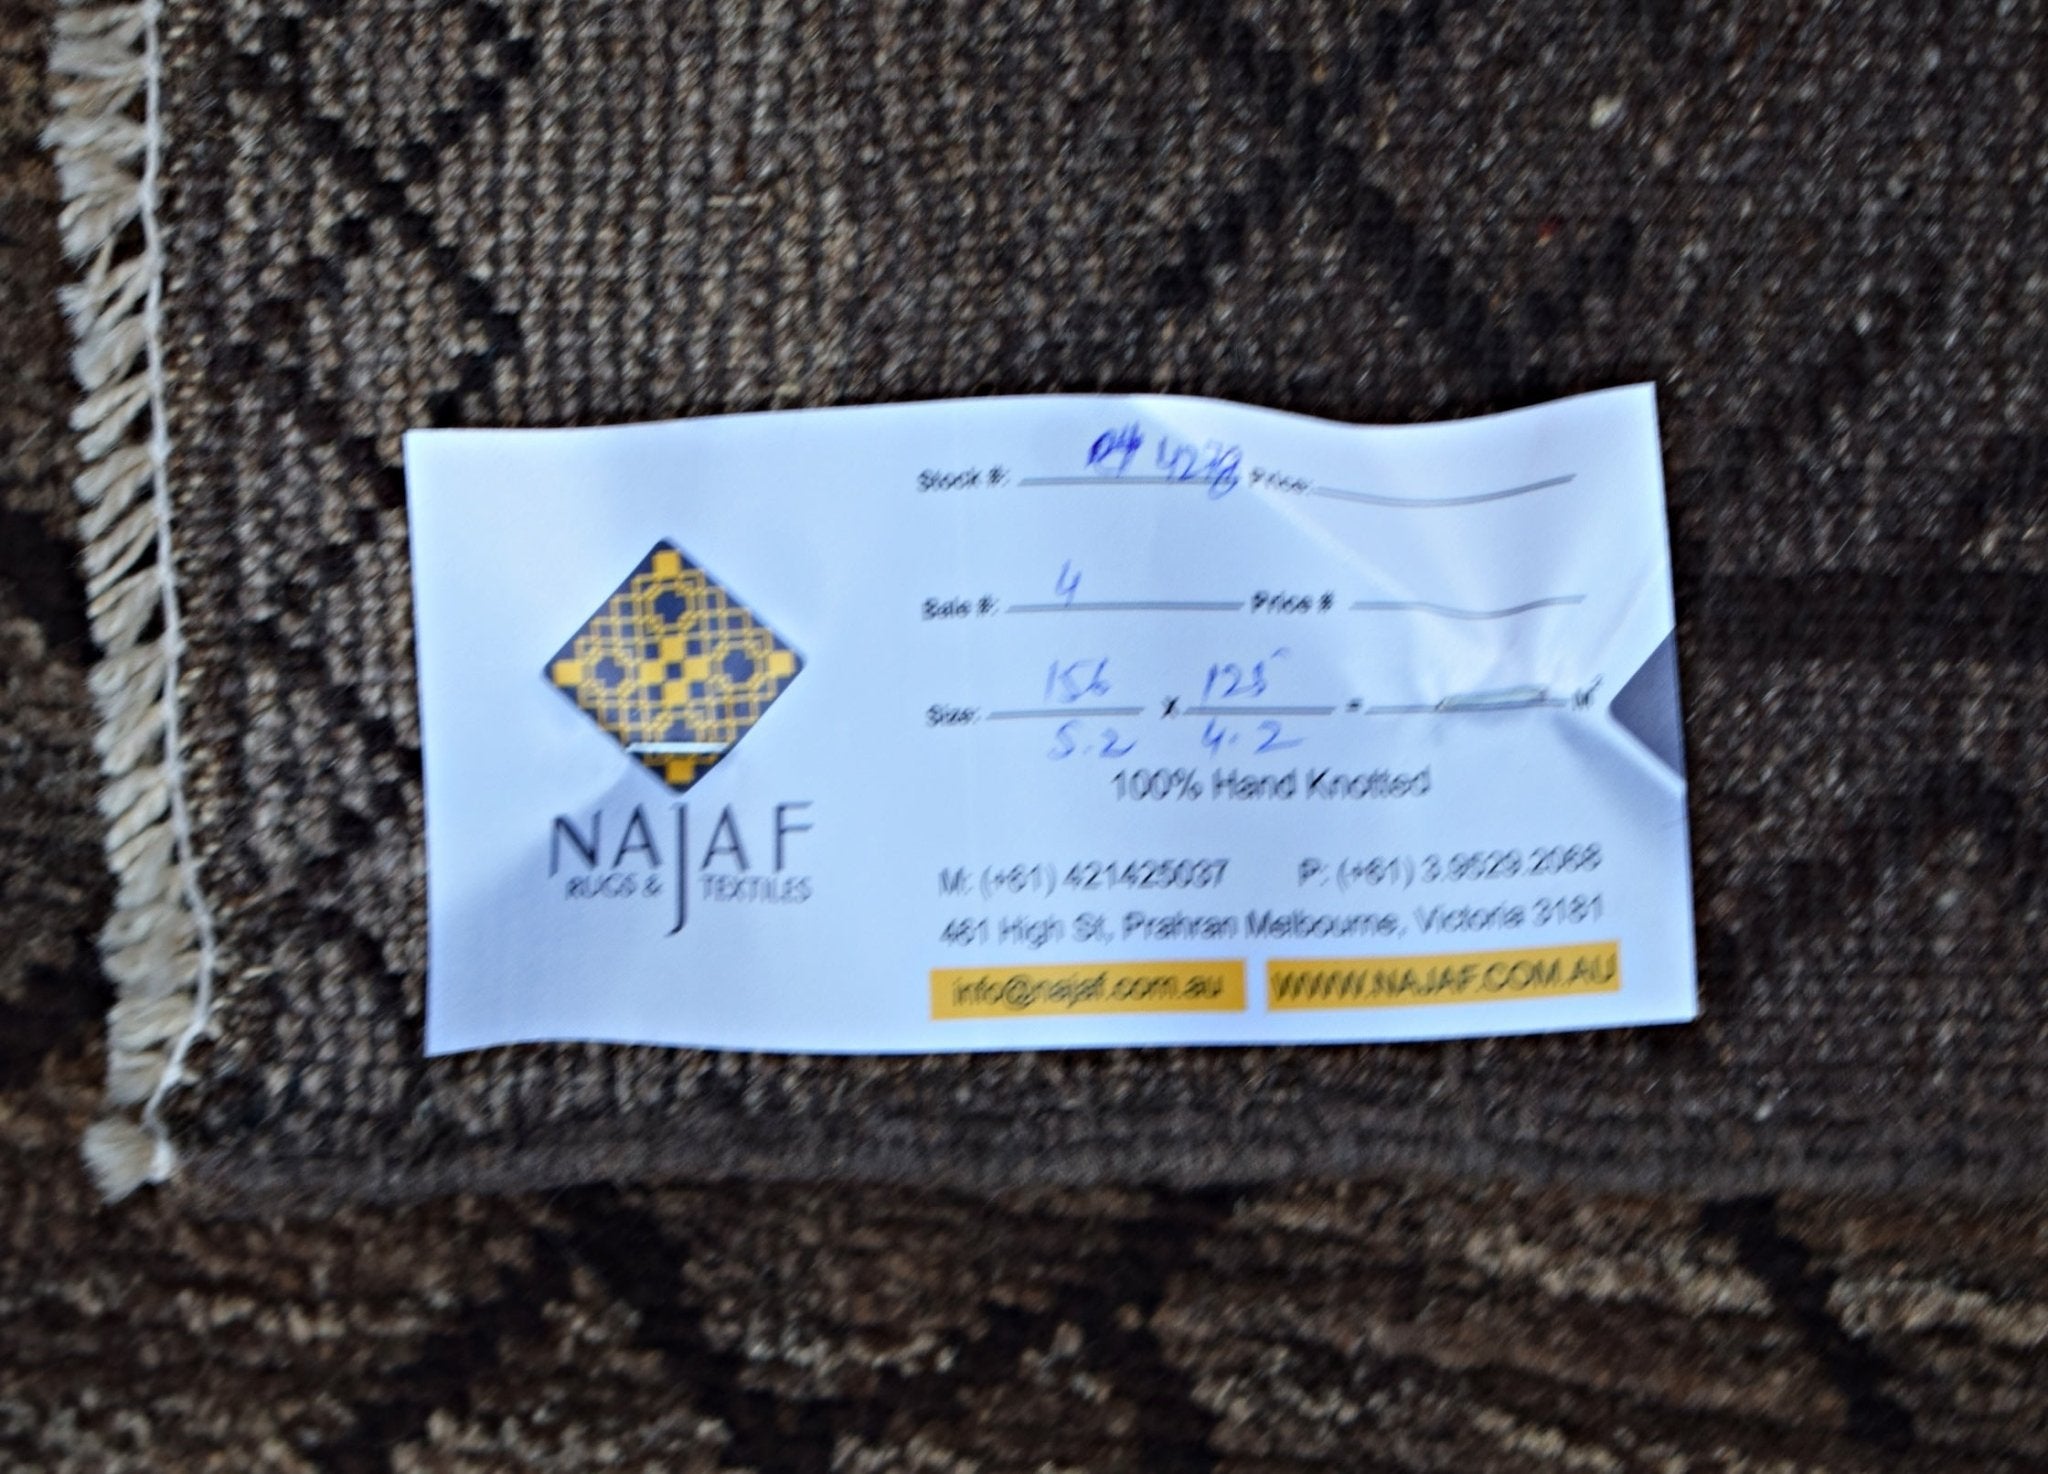 Stock #: Price:
4
Sale #: Price #
156 125
Size: x = m²
5.2 4.2
100% Hand Knotted
NAJAF
RUGS & TEXTILES
M: (+61) 421425037 P: (+61) 3.9529.2068
461 High St, Prahran Melbourne, Victoria 3181
info@najaf.com.au WWW.NAJAF.COM.AU